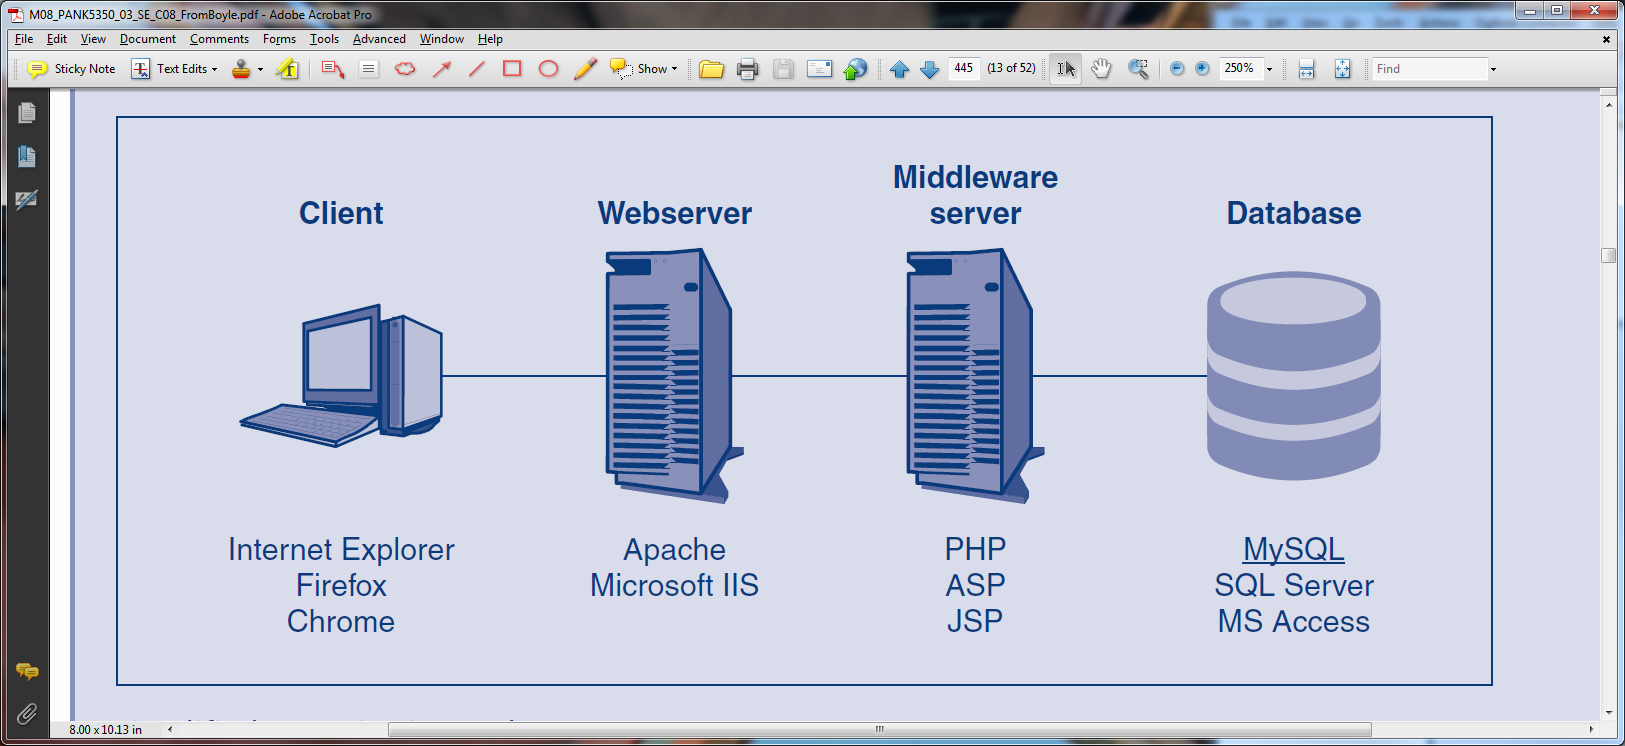 M08_PANK5350_03_SE_C08_FromBoyle.pdf - Adobe Acrobat Pro
File Edit View Document Comments Forms Tools Advanced Window Help
Sticky Note Text Edits Show 445 (13 of 52) 250% Find
Client
Webserver
Middleware
server
Database
Internet Explorer
Firefox
Chrome
Apache
Microsoft IIS
PHP
ASP
JSP
MySQL
SQL Server
MS Access
8.00 x 10.13 in